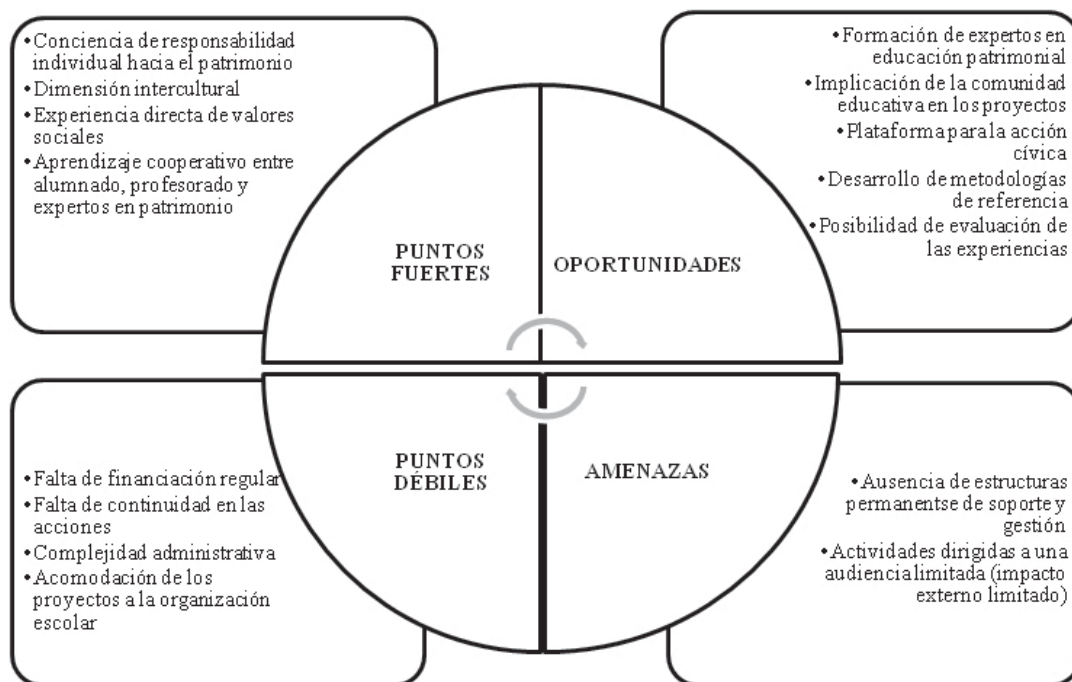 •Conciencia de responsabilidad
individual hacia el patrimonio
•Dimensión intercultural
•Experiencia directa de valores
sociales
•Aprendizaje cooperativo entre
alumnado, profesorado y
expertos en patrimonio
•Formación de expertos en
educación patrimonial
•Implicación de la comunidad
educativa en los proyectos
•Plataforma para la acción
cívica
•Desarrollo de metodologías
de referencia
•Posibilidad de evaluación de
las experiencias
PUNTOS
FUERTES
OPORTUNIDADES
PUNTOS
DÉBILES
AMENAZAS
•Falta de financiación regular
•Falta de continuidad en las
acciones
•Complejidad administrativa
•Acomodación de los
proyectos a la organización
escolar
•Ausencia de estructuras
permanentse de soporte y
gestión
•Actividades dirigidas a una
audiencia limitada (impacto
externo limitado)